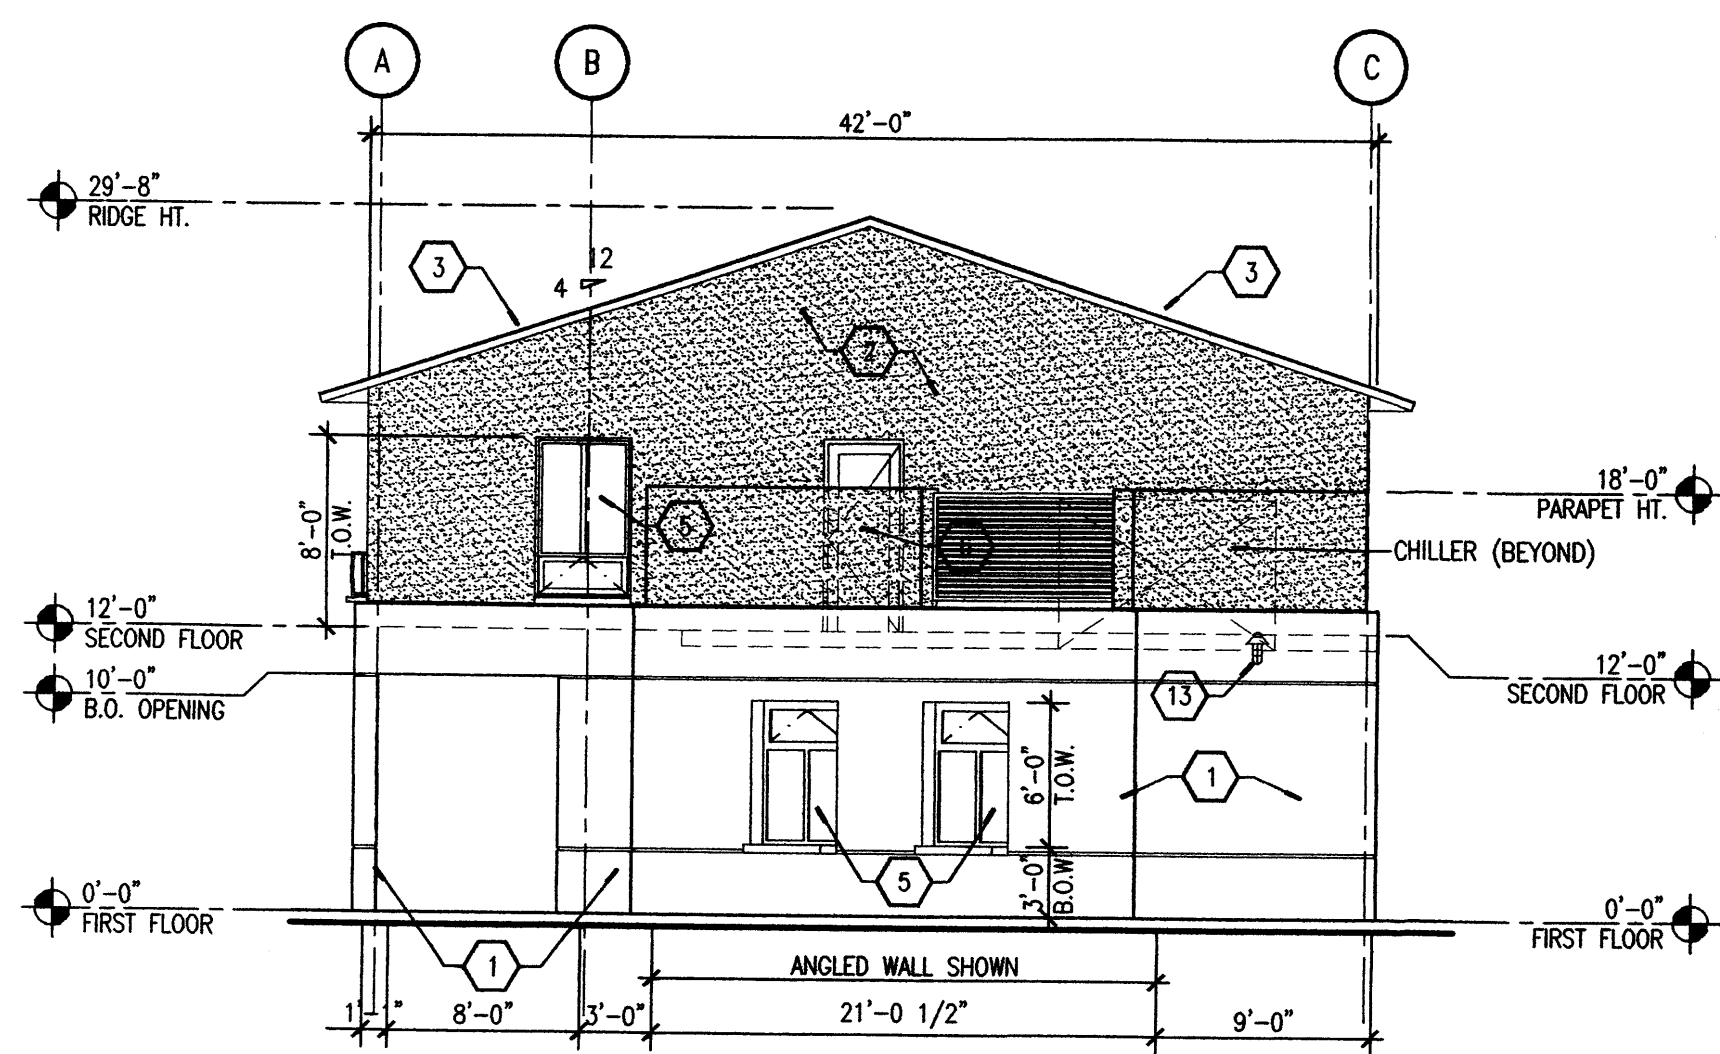 A
B
C
42'-0"
29'-8"
RIDGE HT.
3
12
4
3
2
18'-0"
PARAPET HT.
8'-0"
T.O.W.
5
CHILLER (BEYOND)
12'-0"
SECOND FLOOR
10'-0"
B.O. OPENING
12'-0"
SECOND FLOOR
13
6'-0"
T.O.W.
1
5
3'-0"
B.O.W
0'-0"
FIRST FLOOR
0'-0"
FIRST FLOOR
1
ANGLED WALL SHOWN
8'-0"
3'-0"
21'-0 1/2"
9'-0"